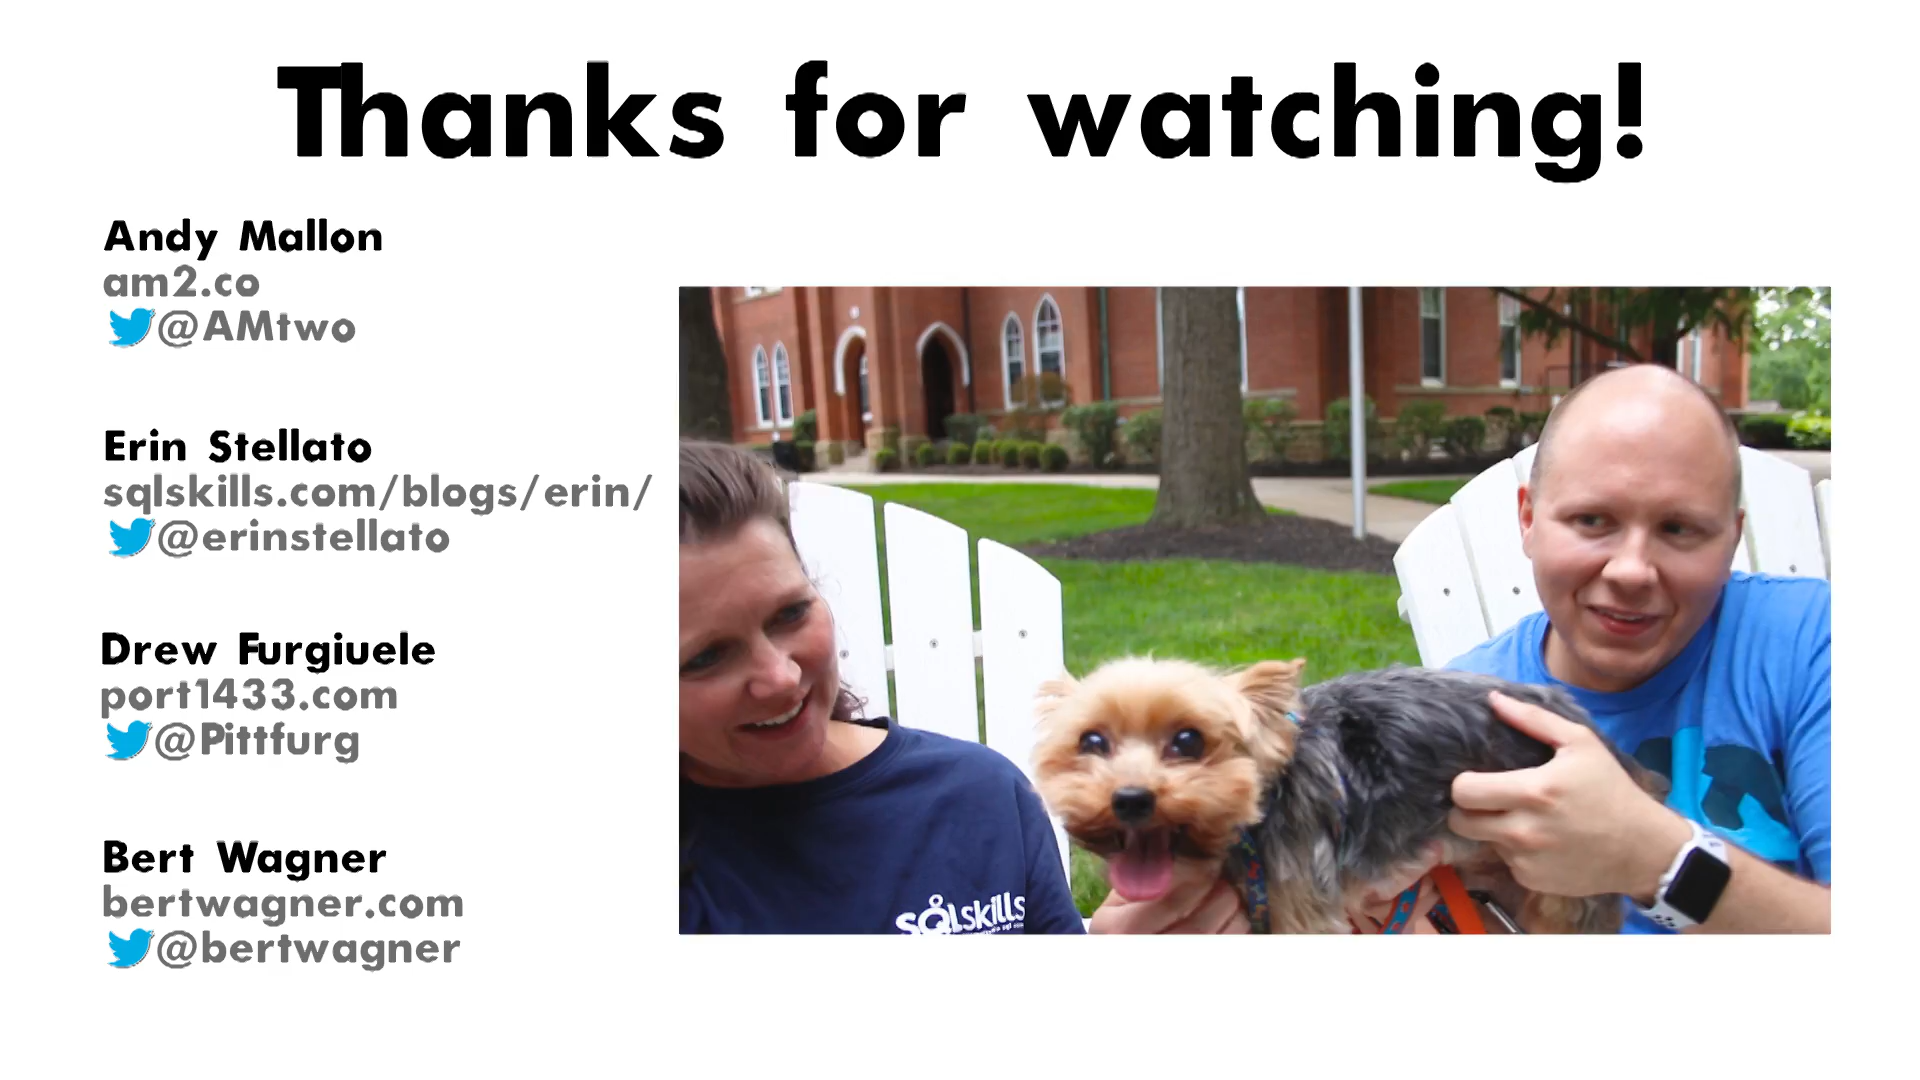 Thanks for watching!
Andy Mallon
am2.co
@AMtwo
Erin Stellato
sqlskills.com/blogs/erin/
@erinstellato
Drew Furgiuele
port1433.com
@Pittfurg
Bert Wagner
bertwagner.com
@bertwagner
SQLskills